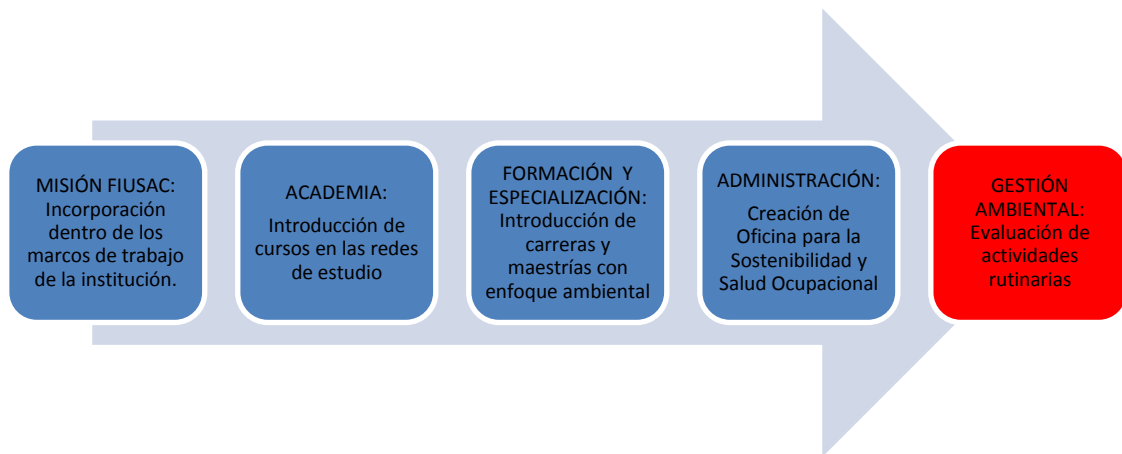 MISIÓN FIUSAC:
Incorporación
dentro de los
marcos de trabajo
de la institución.
ACADEMIA:
Introducción de
cursos en las redes
de estudio
FORMACIÓN Y
ESPECIALIZACIÓN:
Introducción de
carreras y
maestrías con
enfoque ambiental
ADMINISTRACIÓN:
Creación de
Oficina para la
Sostenibilidad y
Salud Ocupacional
GESTIÓN
AMBIENTAL:
Evaluación de
actividades
rutinarias